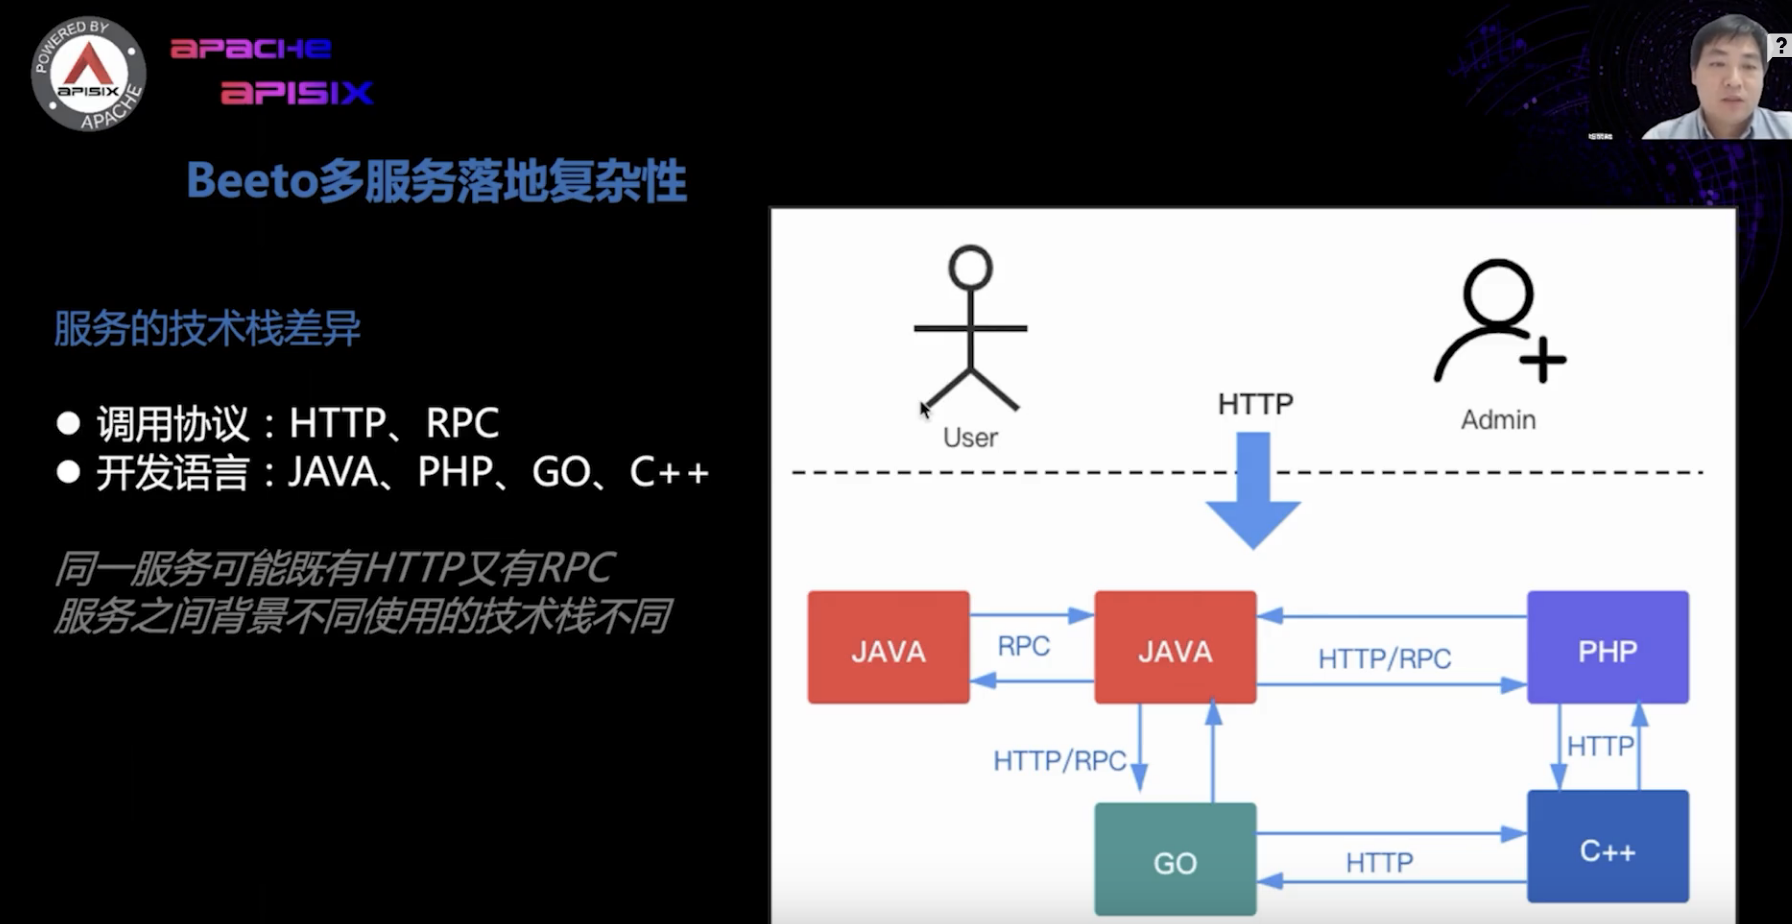 POWERED BY
APISIX
APACHE
APACHE
APISIX
?
Beeto多服务落地复杂性
服务的技术栈差异
● 调用协议：HTTP、RPC
● 开发语言：JAVA、PHP、GO、C++
同一服务可能既有HTTP又有RPC
服务之间背景不同使用的技术栈不同
User
HTTP
Admin
JAVA
RPC
JAVA
HTTP/RPC
PHP
HTTP/RPC
HTTP
GO
HTTP
C++